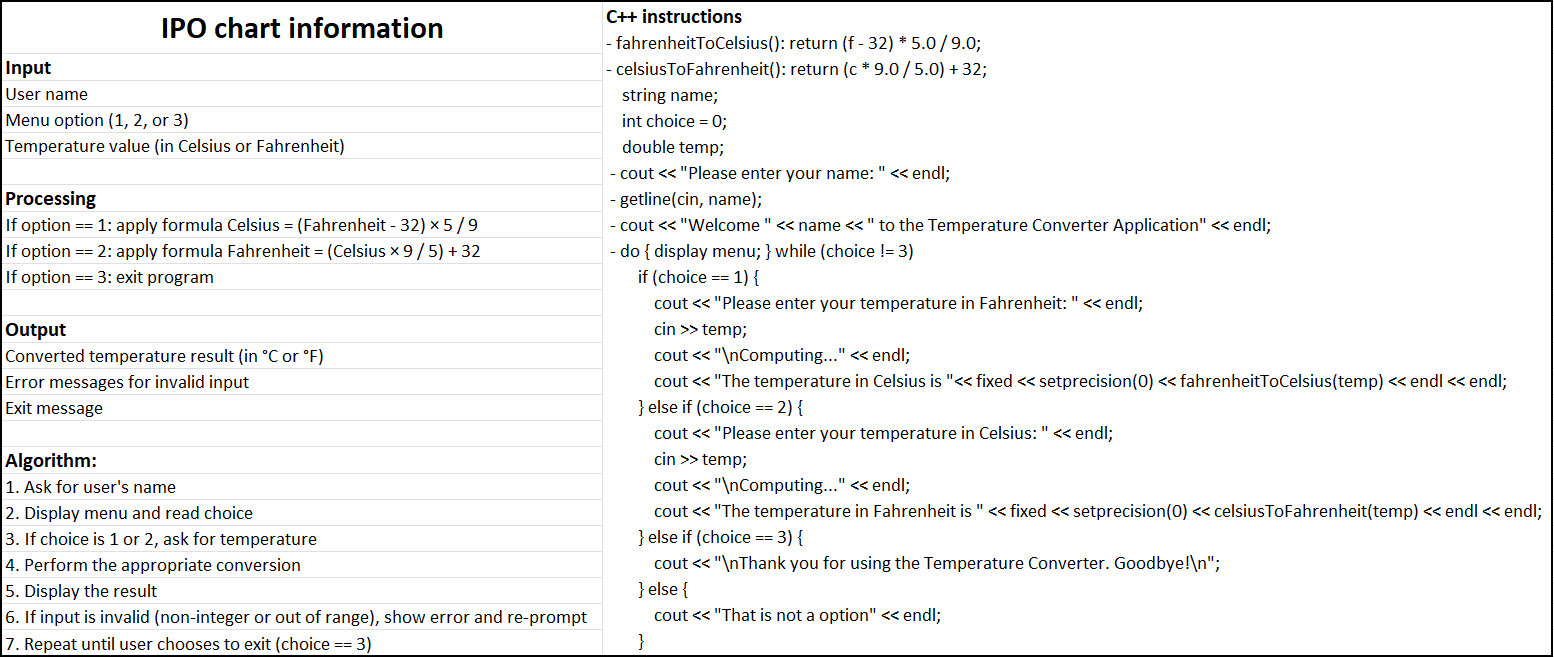 IPO chart information
Input
User name
Menu option (1, 2, or 3)
Temperature value (in Celsius or Fahrenheit)
Processing
If option == 1: apply formula Celsius = (Fahrenheit - 32) × 5 / 9
If option == 2: apply formula Fahrenheit = (Celsius × 9 / 5) + 32
If option == 3: exit program
Output
Converted temperature result (in °C or °F)
Error messages for invalid input
Exit message
Algorithm:
1. Ask for user's name
2. Display menu and read choice
3. If choice is 1 or 2, ask for temperature
4. Perform the appropriate conversion
5. Display the result
6. If input is invalid (non-integer or out of range), show error and re-prompt
7. Repeat until user chooses to exit (choice == 3)
C++ instructions
- fahrenheitToCelsius(): return (f - 32) * 5.0 / 9.0;
- celsiusToFahrenheit(): return (c * 9.0 / 5.0) + 32;
string name;
int choice = 0;
double temp;
- cout << "Please enter your name: " << endl;
- getline(cin, name);
- cout << "Welcome " << name << " to the Temperature Converter Application" << endl;
- do { display menu; } while (choice != 3)
if (choice == 1) {
cout << "Please enter your temperature in Fahrenheit: " << endl;
cin >> temp;
cout << "\nComputing..." << endl;
cout << "The temperature in Celsius is "<< fixed << setprecision(0) << fahrenheitToCelsius(temp) << endl << endl;
} else if (choice == 2) {
cout << "Please enter your temperature in Celsius: " << endl;
cin >> temp;
cout << "\nComputing..." << endl;
cout << "The temperature in Fahrenheit is " << fixed << setprecision(0) << celsiusToFahrenheit(temp) << endl << endl;
} else if (choice == 3) {
cout << "\nThank you for using the Temperature Converter. Goodbye!\n";
} else {
cout << "That is not a option" << endl;
}